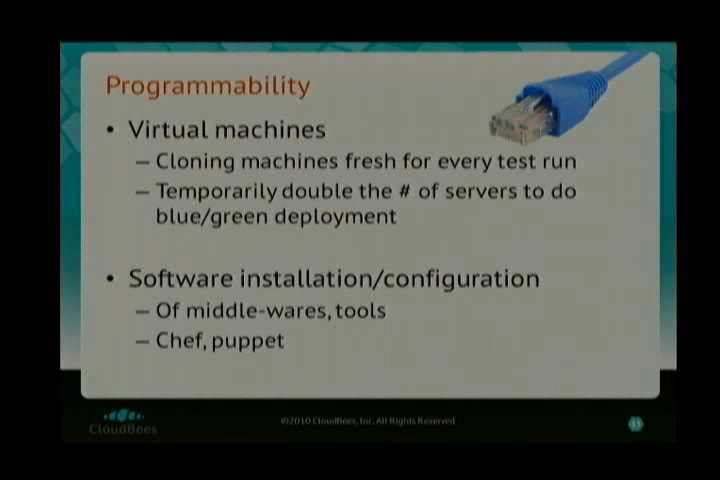 Programmability
• Virtual machines
– Cloning machines fresh for every test run
– Temporarily double the # of servers to do
blue/green deployment
• Software installation/configuration
– Of middle-wares, tools
– Chef, puppet
CloudBees
©2010 CloudBees, Inc. All Rights Reserved